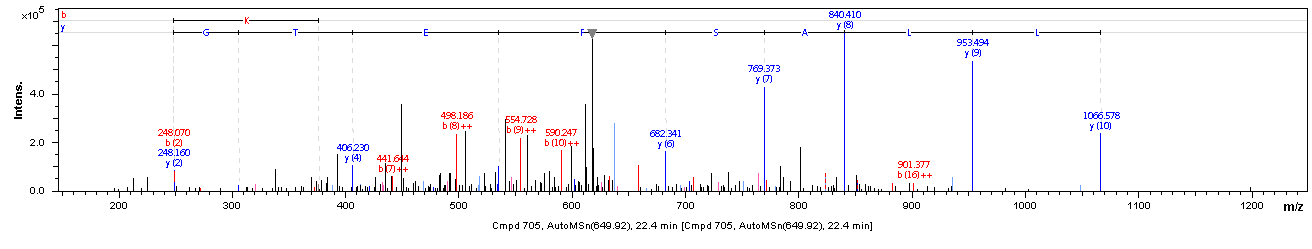 ×10⁵
b
K
y
G T E F S A L L
840.410
y (8)
953.494
y (9)
769.373
y (7)
1066.578
y (10)
682.341
y (6)
498.186
b (8)++
554.728
b (9)++
590.247
b (10)++
248.070
b (2)
248.160
y (2)
406.230
y (4)
441.644
b (7)++
901.377
b (16)++
Intens.
4.0
2.0
0.0
200 300 400 500 600 700 800 900 1000 1100 1200 m/z
Cmpd 705, AutoMSn(649.92), 22.4 min [Cmpd 705, AutoMSn(649.92), 22.4 min]